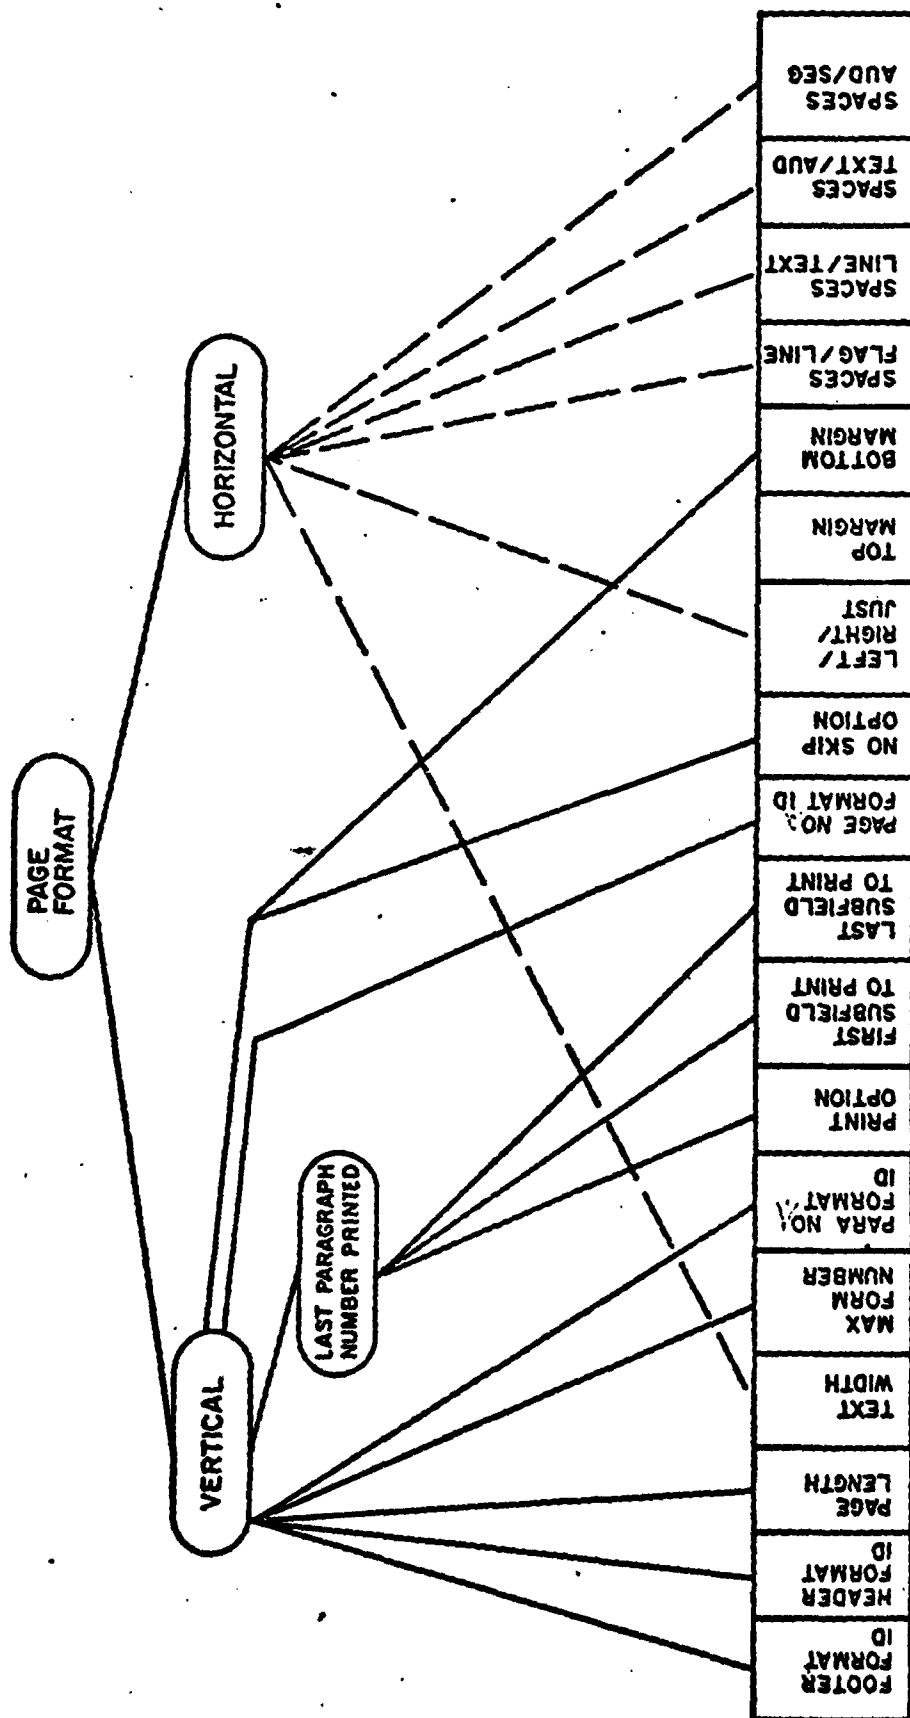 PAGE
FORMAT
VERTICAL
HORIZONTAL
LAST PARAGRAPH
NUMBER PRINTED
FOOTER
FORMAT
ID
HEADER
FORMAT
ID
PAGE
LENGTH
TEXT
WIDTH
MAX
FORM
NUMBER
PARA NO.
FORMAT
ID
PRINT
OPTION
FIRST
SUBFIELD
TO PRINT
LAST
SUBFIELD
TO PRINT
PAGE NO.
FORMAT ID
NO SKIP
OPTION
LEFT/
RIGHT/
JUST
TOP
MARGIN
BOTTOM
MARGIN
SPACES
FLAG/LINE
SPACES
LINE/TEXT
SPACES
TEXT/AUD
SPACES
AUD/SEG